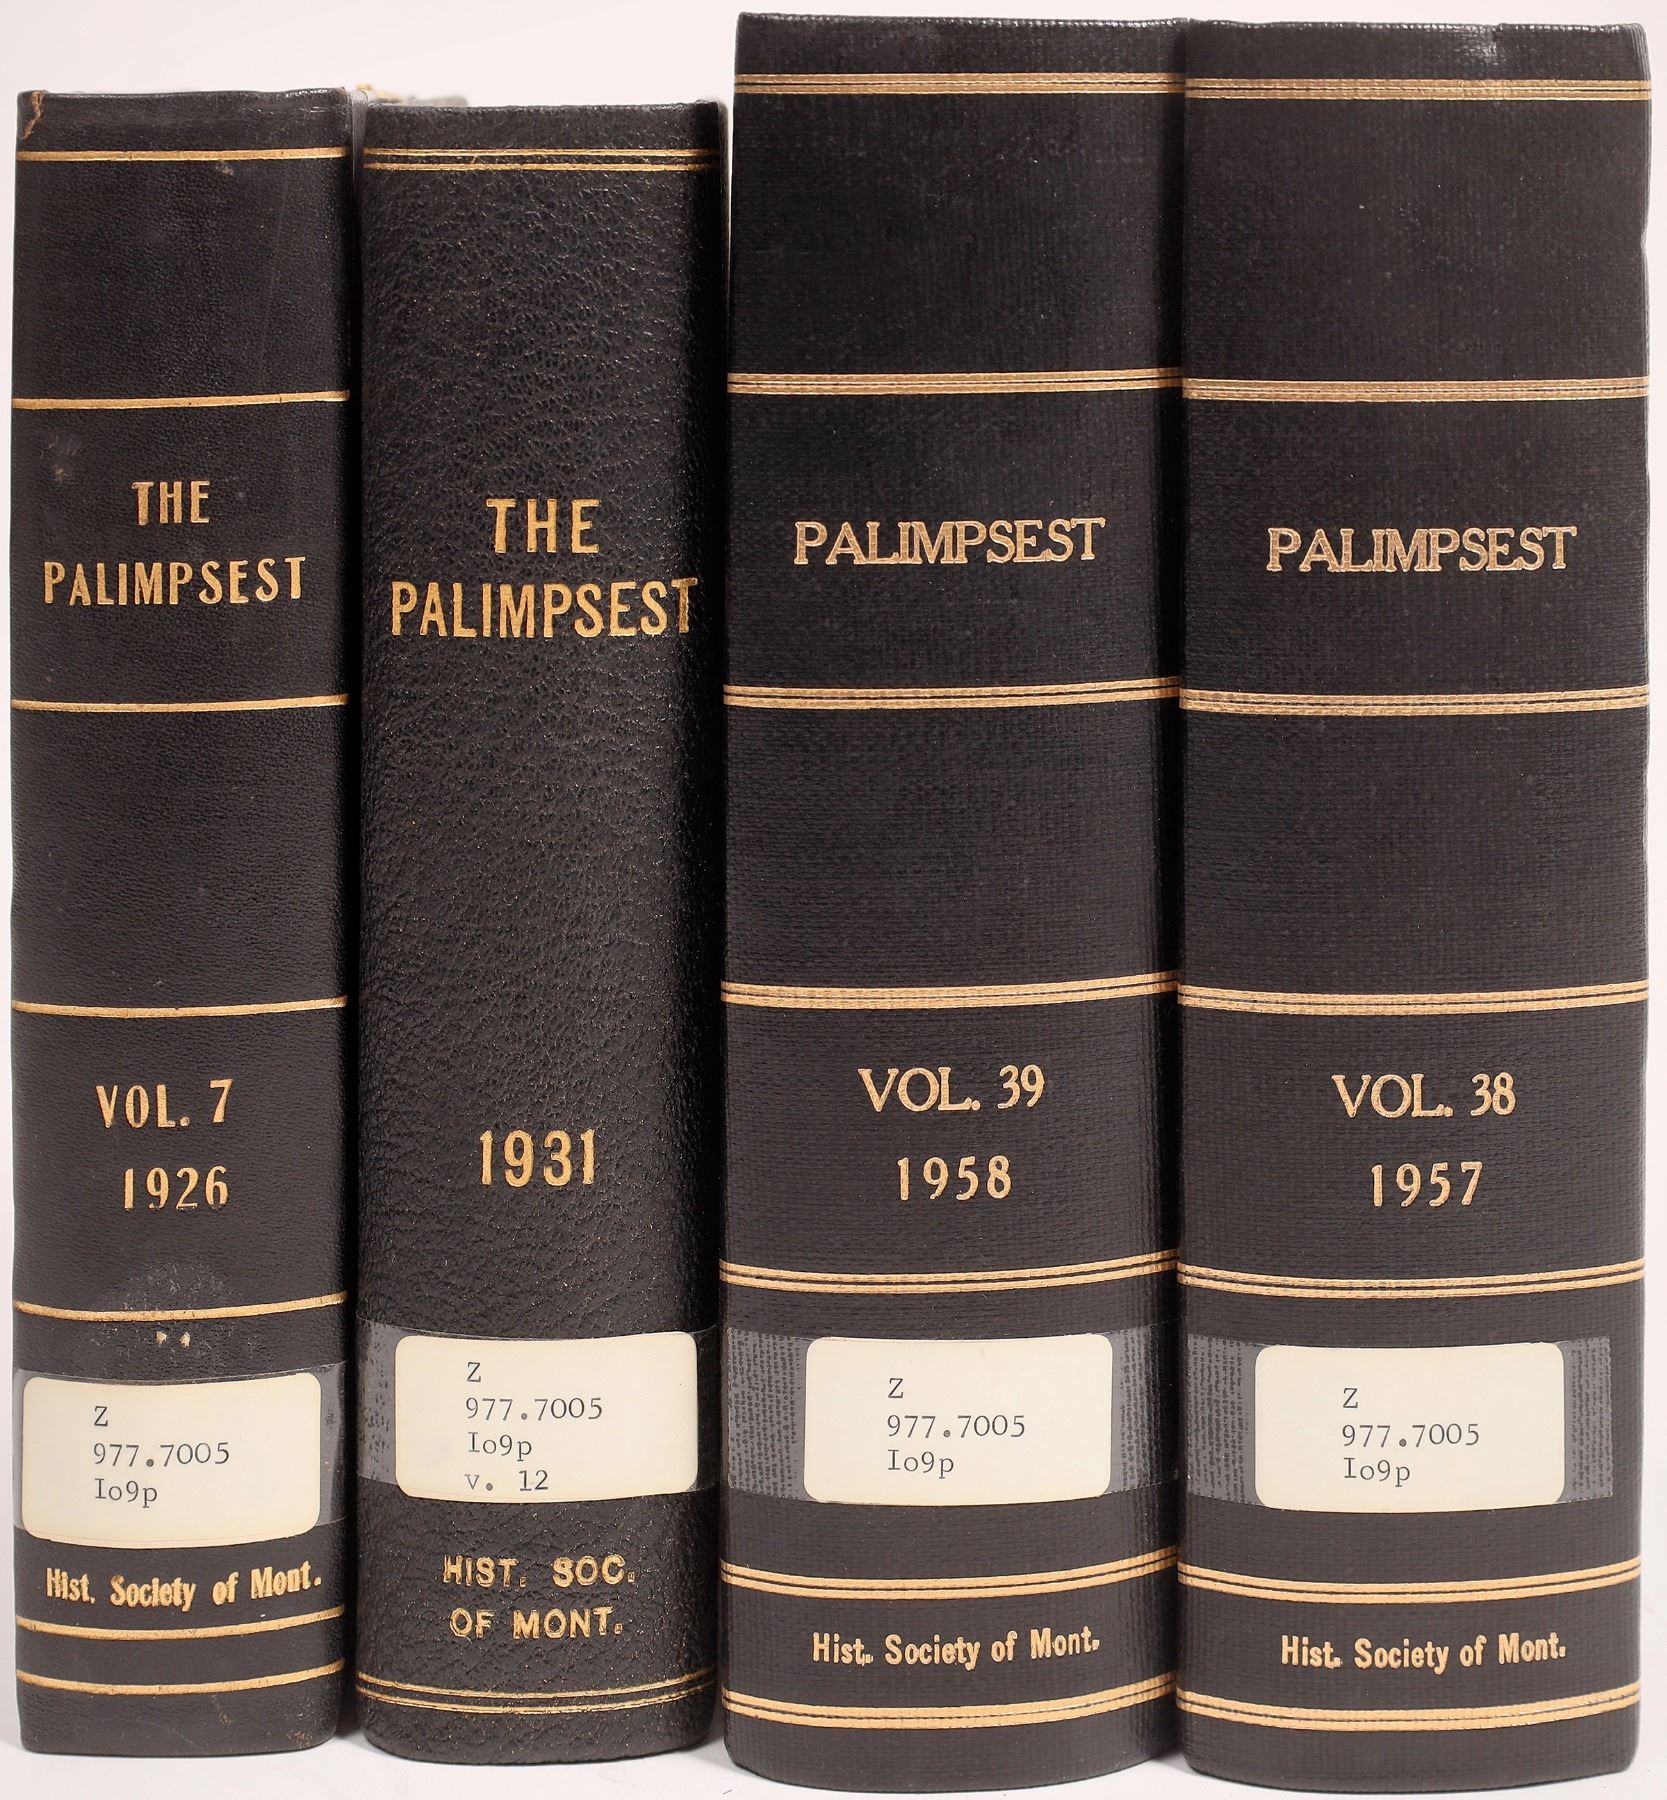 THE
PALIMPSEST
VOL. 7
1926
Z
977.7005
Io9p
Hist. Society of Mont.
THE
PALIMPSEST
1931
Z
977.7005
Io9p
v. 12
HIST. SOC.
OF MONT.
PALIMPSEST
VOL. 39
1958
Z
977.7005
Io9p
Hist. Society of Mont.
PALIMPSEST
VOL. 38
1957
Z
977.7005
Io9p
Hist. Society of Mont.